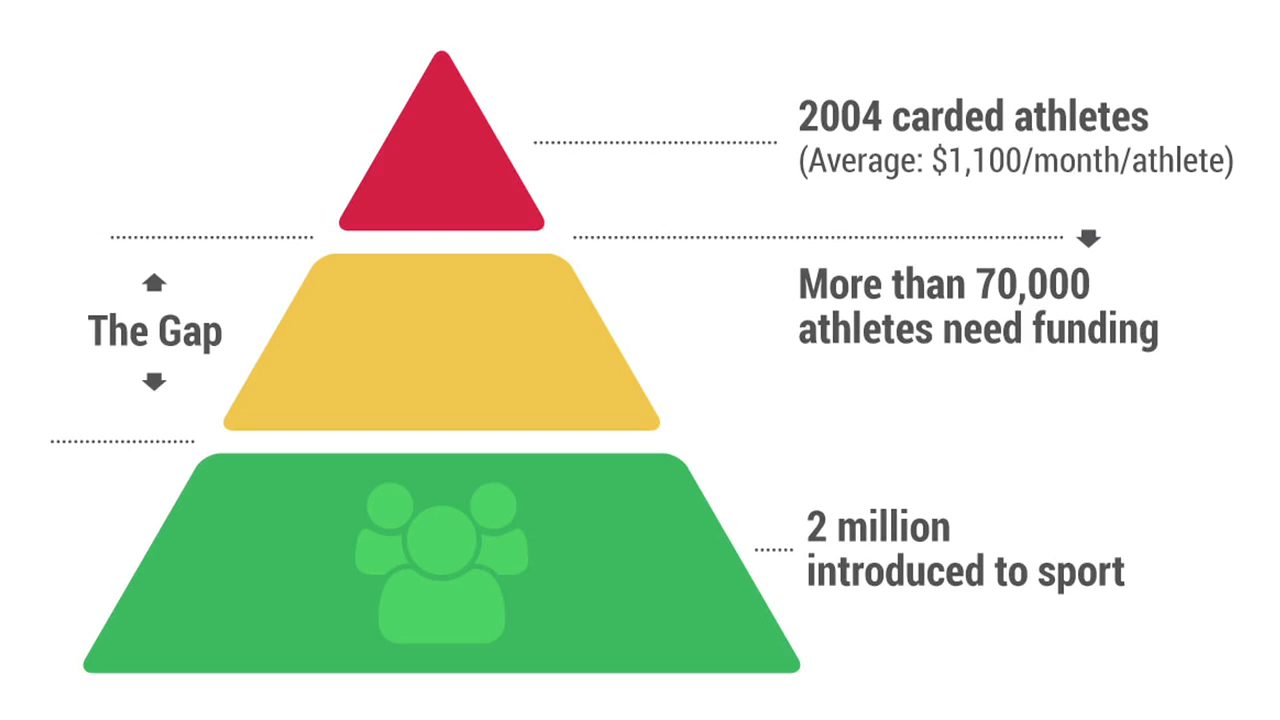 2004 carded athletes
(Average: $1,100/month/athlete)
The Gap
More than 70,000
athletes need funding
2 million
introduced to sport